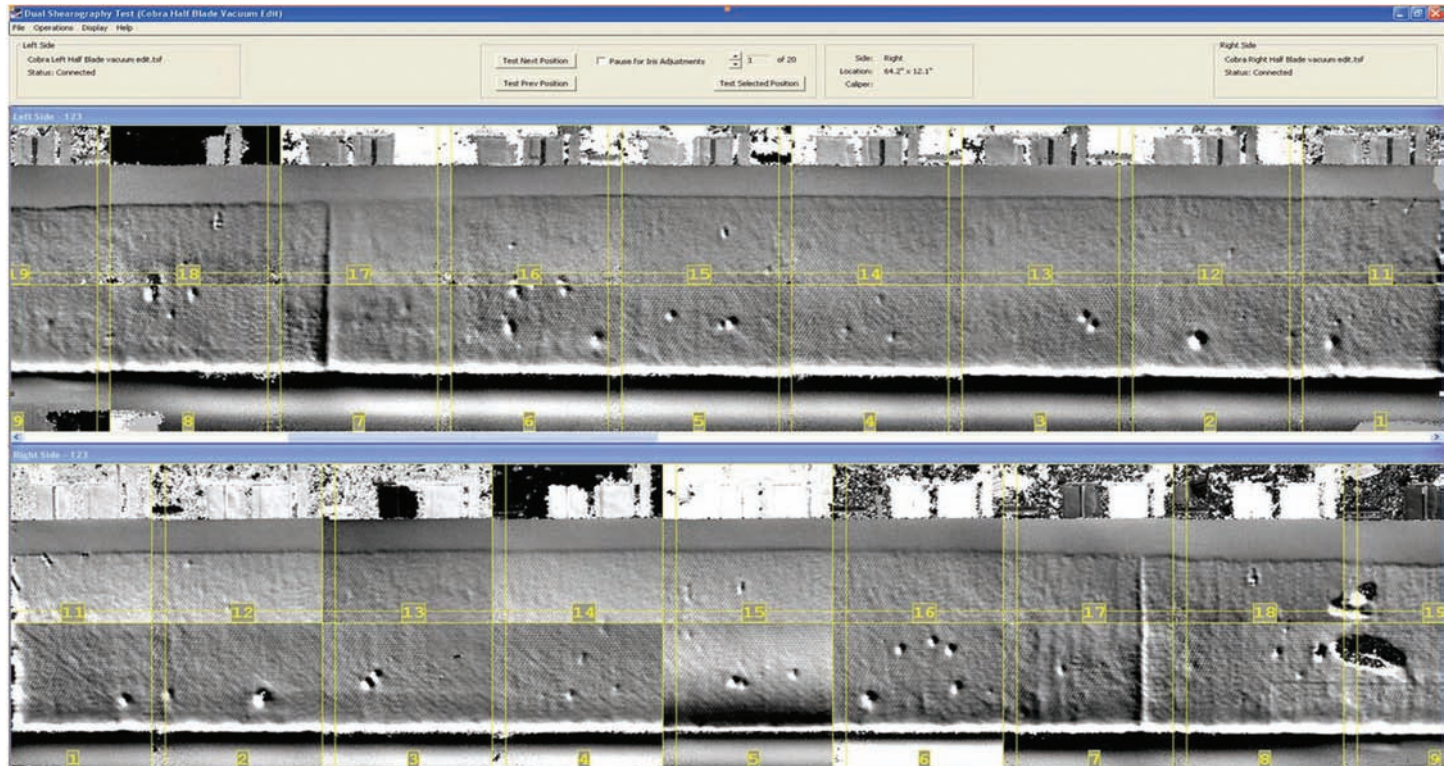 Dual Shearography Test (Cobra Half Blade Vacuum Edit)
File Operations Display Help
Left Side
Cobra Left Half Blade vacuum edit.tsf
Status: Connected
Test Next Position
Pause for Iris Adjustments
1 of 20
Test Prev Position
Test Selected Position
Side: Right
Location: 64.2" x 12.1"
Caliper:
Right Side
Cobra Right Half Blade vacuum edit.tsf
Status: Connected
Left Side - 123
19 18 17 16 15 14 13 12 11
9 8 7 6 5 4 3 2 1
Right Side - 123
11 12 13 14 15 16 17 18 19
1 2 3 4 5 6 7 8 9